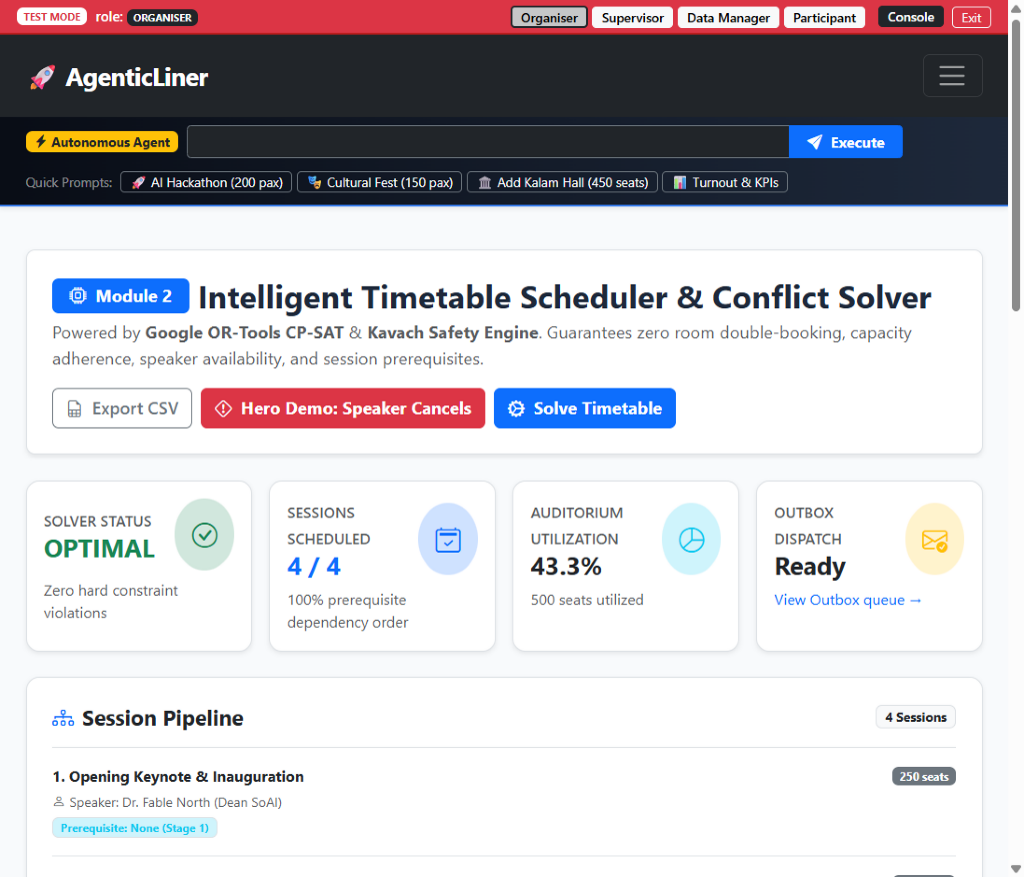 TEST MODE role: ORGANISER Organiser Supervisor Data Manager Participant Console Exit
AgenticLiner
Autonomous Agent Execute
Quick Prompts: AI Hackathon (200 pax) Cultural Fest (150 pax) Add Kalam Hall (450 seats) Turnout & KPIs
Module 2 Intelligent Timetable Scheduler & Conflict Solver
Powered by Google OR-Tools CP-SAT & Kavach Safety Engine. Guarantees zero room double-booking, capacity
adherence, speaker availability, and session prerequisites.
Export CSV Hero Demo: Speaker Cancels Solve Timetable
SOLVER STATUS
OPTIMAL
Zero hard constraint
violations
SESSIONS
SCHEDULED
4 / 4
100% prerequisite
dependency order
AUDITORIUM
UTILIZATION
43.3%
500 seats utilized
OUTBOX
DISPATCH
Ready
View Outbox queue →
Session Pipeline 4 Sessions
1. Opening Keynote & Inauguration 250 seats
Speaker: Dr. Fable North (Dean SoAI)
Prerequisite: None (Stage 1)